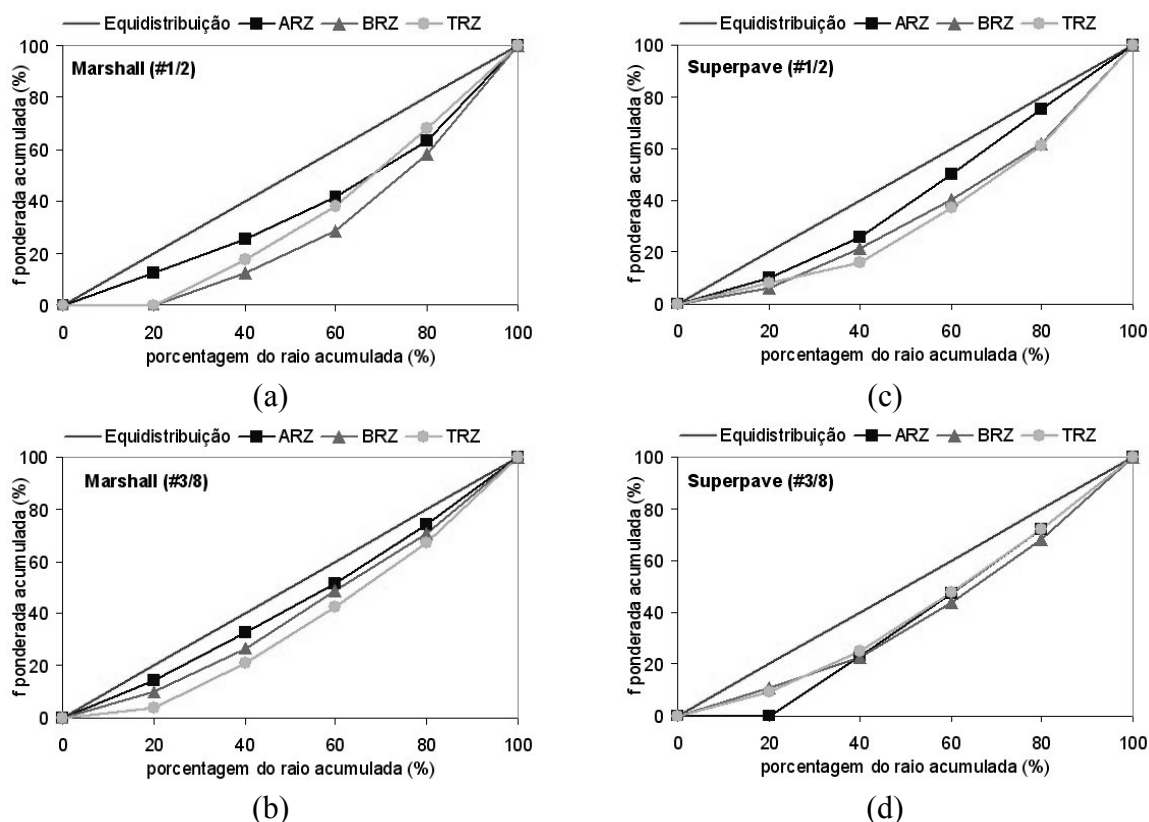 Equidistribuição ARZ BRZ TRZ
Marshall (#1/2)
f ponderada acumulada (%)
100
80
60
40
20
0
0 20 40 60 80 100
porcentagem do raio acumulada (%)
(a)
Equidistribuição ARZ BRZ TRZ
Superpave (#1/2)
f ponderada acumulada (%)
100
80
60
40
20
0
0 20 40 60 80 100
porcentagem do raio acumulada (%)
(c)
Equidistribuição ARZ BRZ TRZ
Marshall (#3/8)
f ponderada acumulada (%)
100
80
60
40
20
0
0 20 40 60 80 100
porcentagem do raio acumulada (%)
(b)
Equidistribuição ARZ BRZ TRZ
Superpave (#3/8)
f ponderada acumulada (%)
100
80
60
40
20
0
0 20 40 60 80 100
porcentagem do raio acumulada (%)
(d)